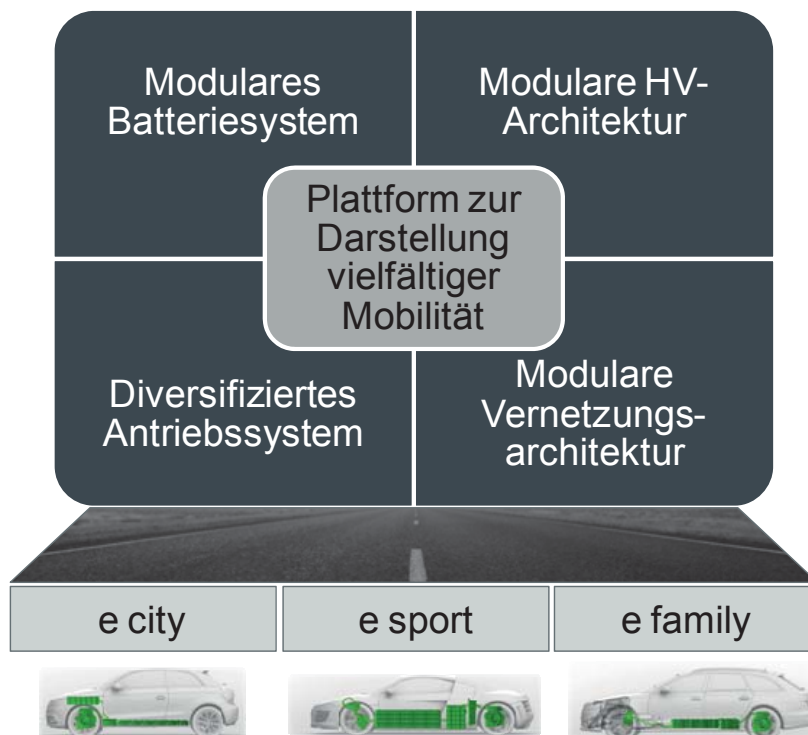 Modulares
Batteriesystem
Modulare HV-
Architektur
Plattform zur
Darstellung
vielfältiger
Mobilität
Diversifiziertes
Antriebssystem
Modulare
Vernetzungs-
architektur
e city
e sport
e family